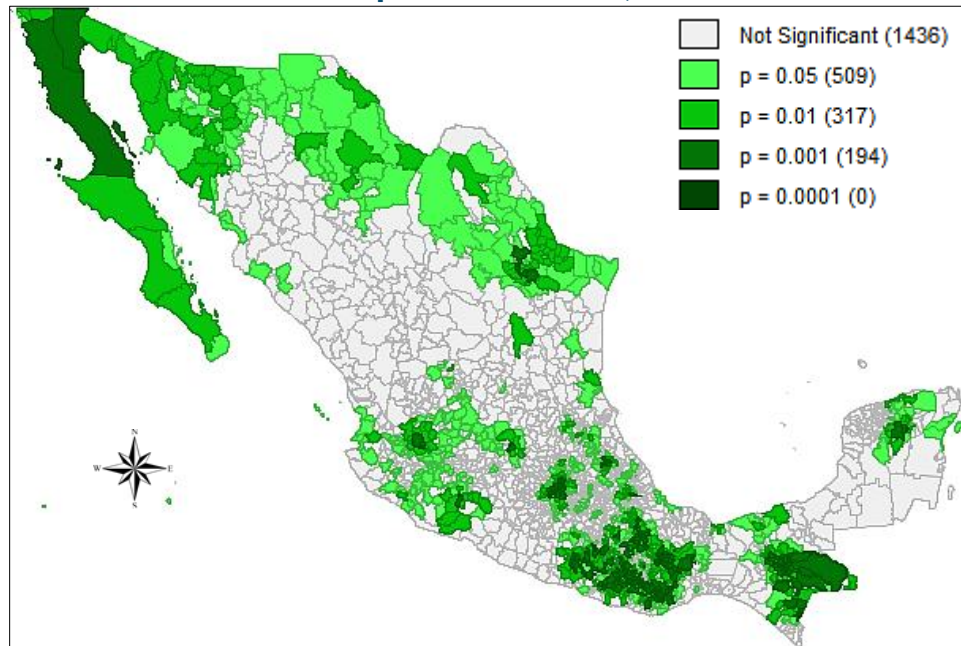 Not Significant (1436)
p = 0.05 (509)
p = 0.01 (317)
p = 0.001 (194)
p = 0.0001 (0)
N
W
E
S